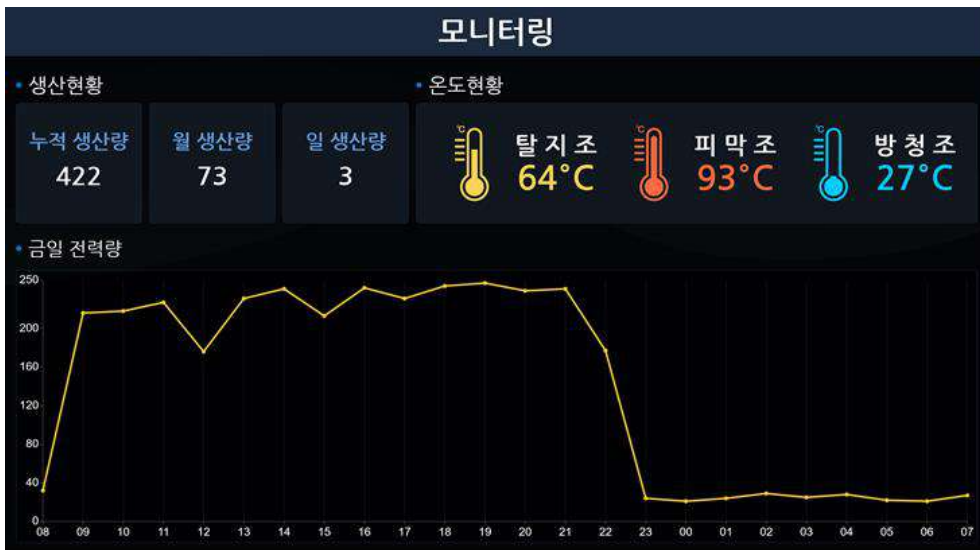 모니터링
생산현황
누적 생산량
422
월 생산량
73
일 생산량
3
온도현황
℃
탈 지 조
64°C
℃
피 막 조
93°C
℃
방 청 조
27°C
금일 전력량
250
200
160
120
80
40
0
08 09 10 11 12 13 14 15 16 17 18 19 20 21 22 23 00 01 02 03 04 05 06 07